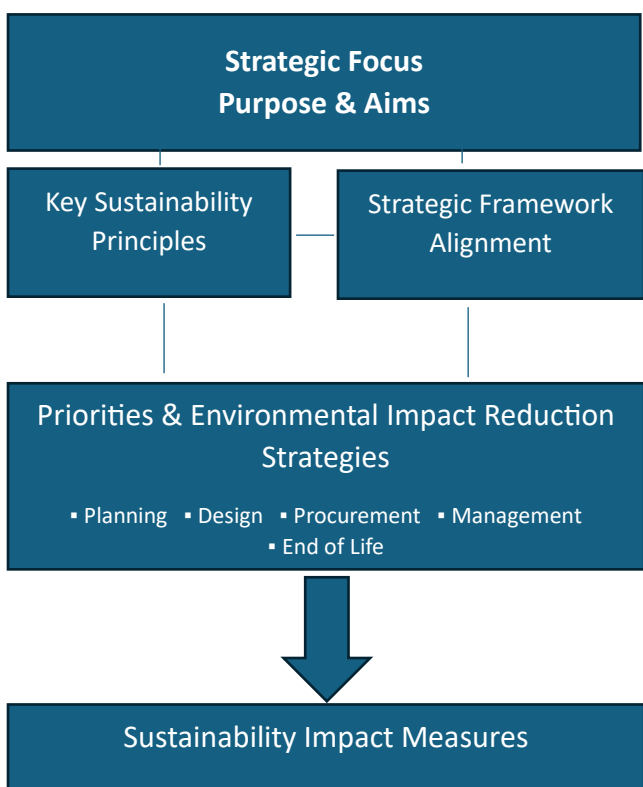 Strategic Focus
Purpose & Aims
Key Sustainability
Principles
Strategic Framework
Alignment
Priorities & Environmental Impact Reduction
Strategies
▪ Planning ▪ Design ▪ Procurement ▪ Management
▪ End of Life
Sustainability Impact Measures